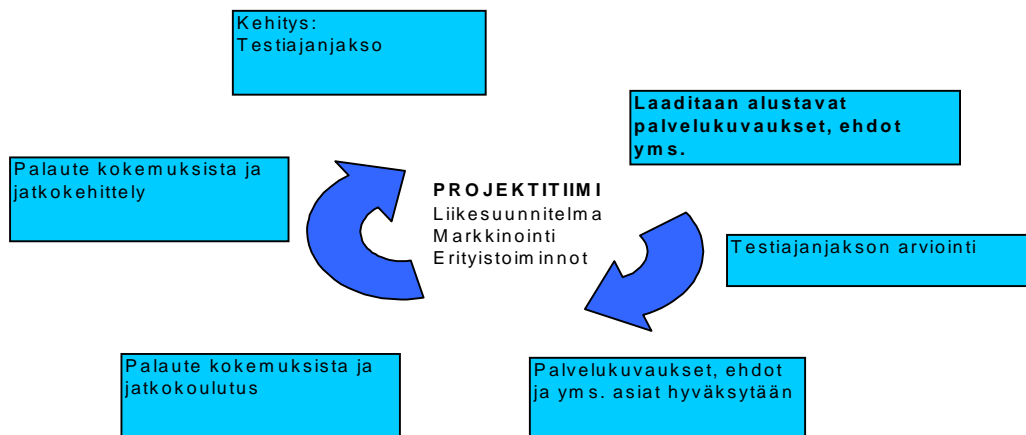 Kehitys:
Testiajanjakso
Laaditaan alustavat
palvelukuvaukset, ehdot
yms.
Palaute kokemuksista ja
jatkokehittely
PROJEKTITIIMI
Liikesuunnitelma
Markkinointi
Erityistoiminnot
Testiajanjakson arviointi
Palaute kokemuksista ja
jatkokoulutus
Palvelukuvaukset, ehdot
ja yms. asiat hyväksytään